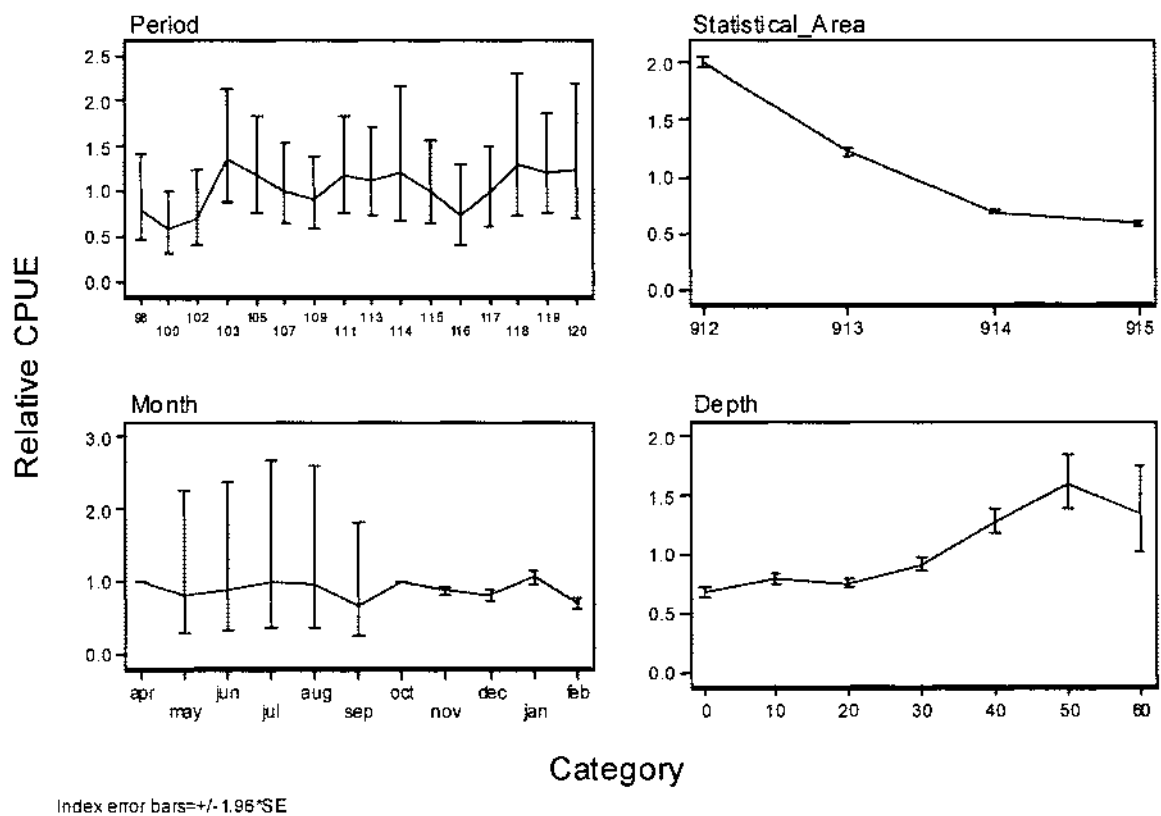 Period
Statistical_Area
2.5
2.0
1.5
1.0
0.5
0.0
98 100 102 103 105 107 109 111 113 114 115 116 117 118 119 120
2.0
1.5
1.0
0.5
0.0
912 913 914 915
Relative CPUE
Month
Depth
3.0
2.0
1.0
0.0
apr may jun jul aug sep oct nov dec jan feb
2.0
1.5
1.0
0.5
0.0
0 10 20 30 40 50 60
Category
Index error bars=+/-1.96*SE